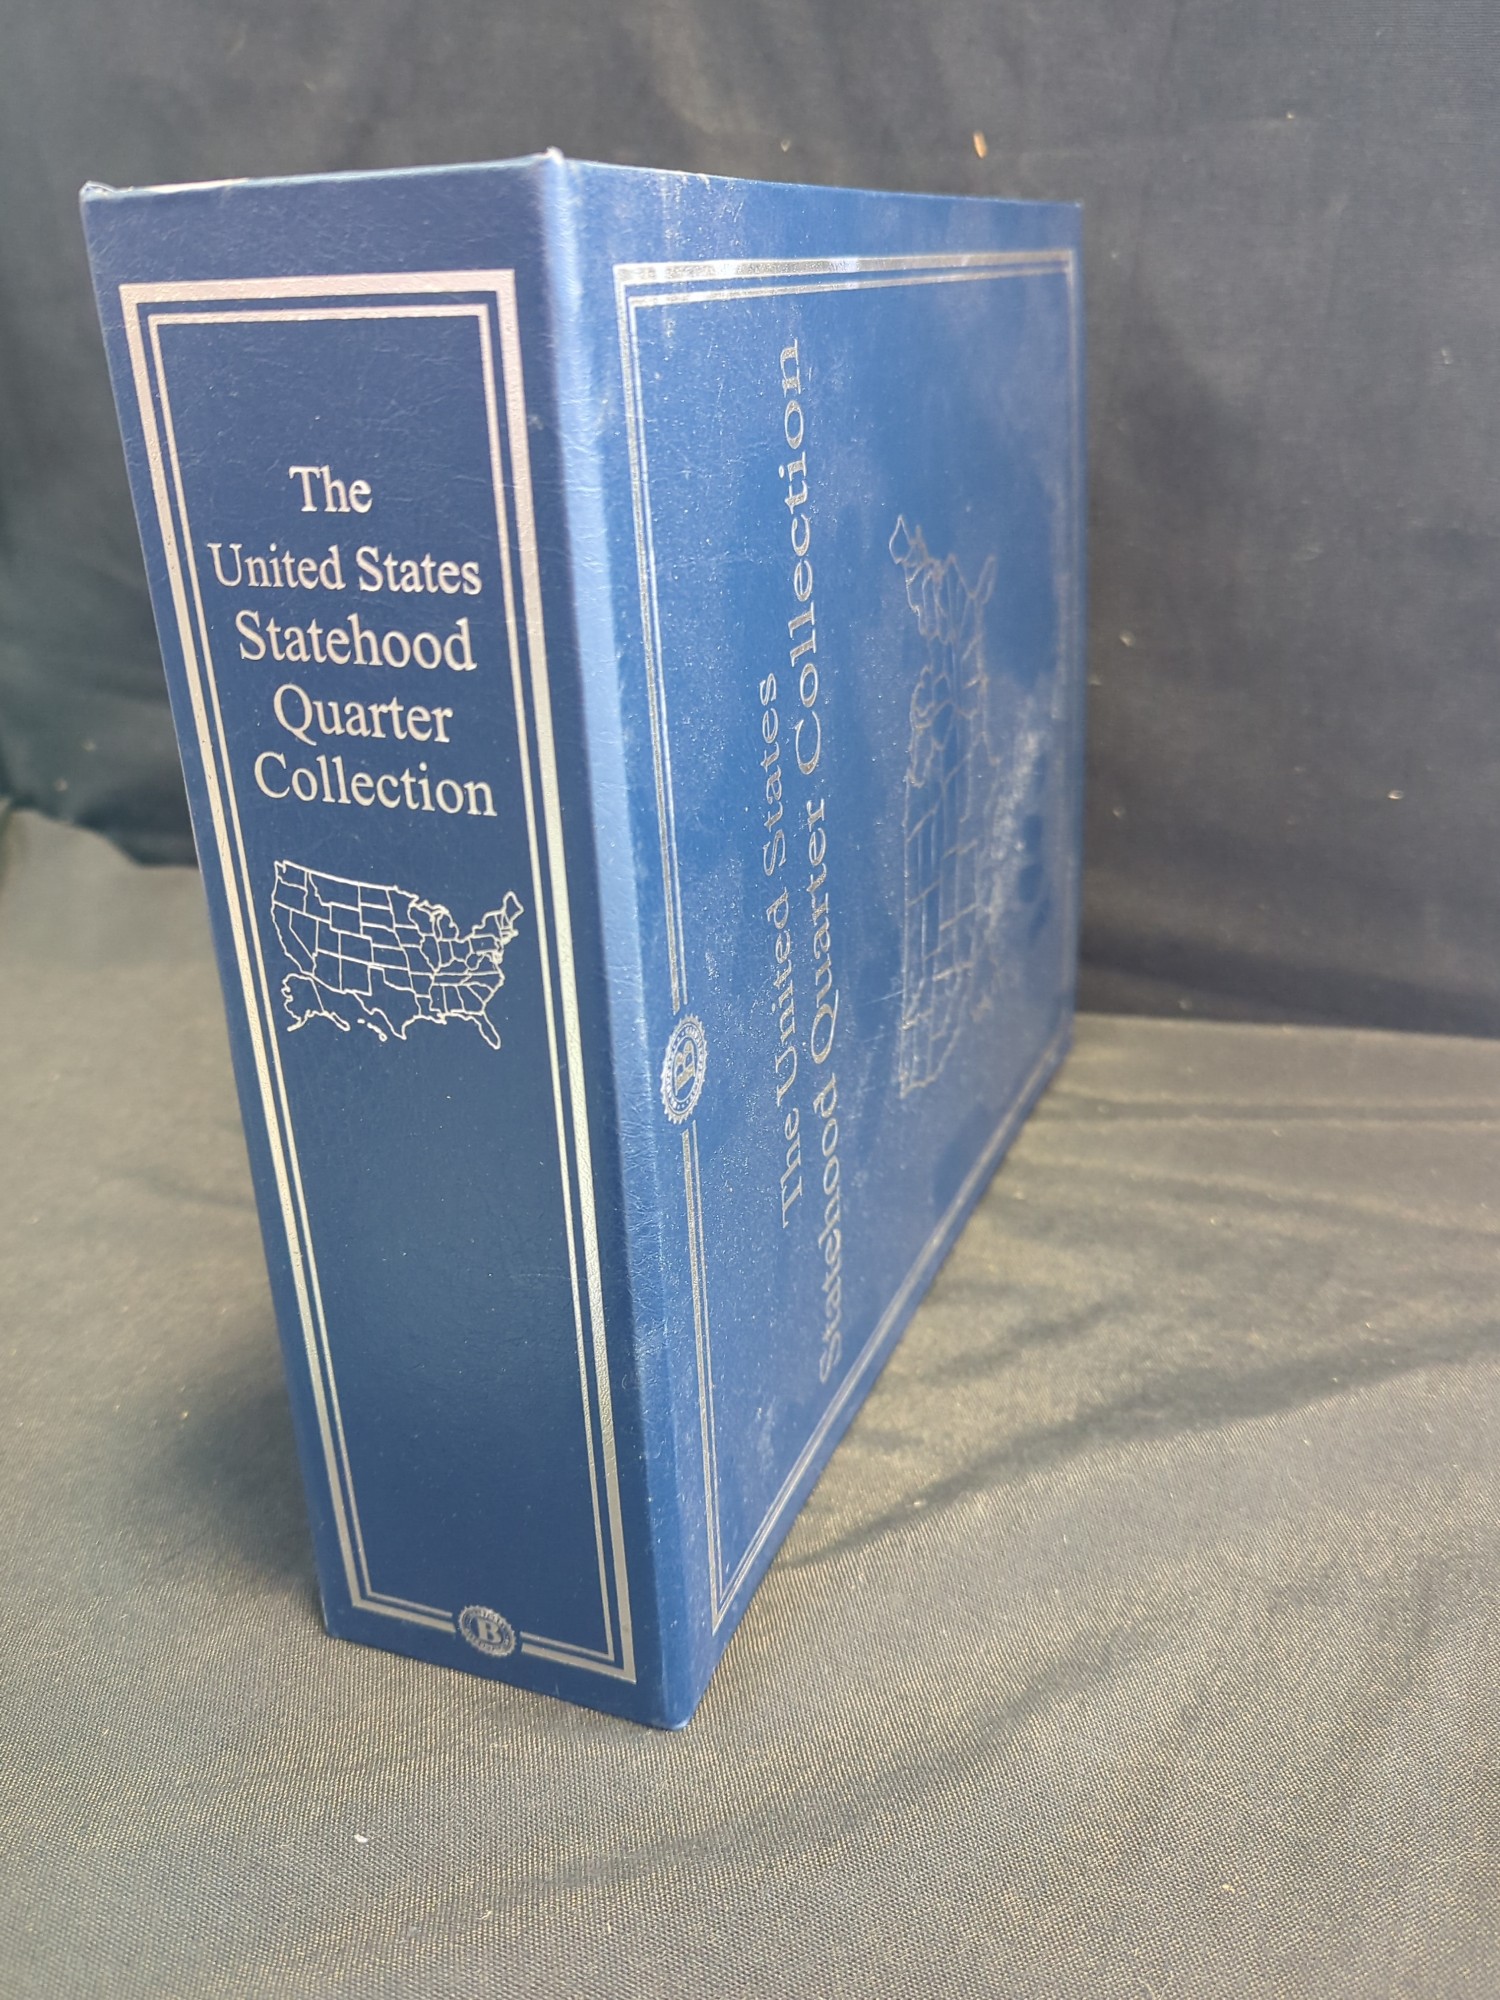 The
United States
Statehood
Quarter
Collection
B
The United States
Statehood Quarter Collection
B